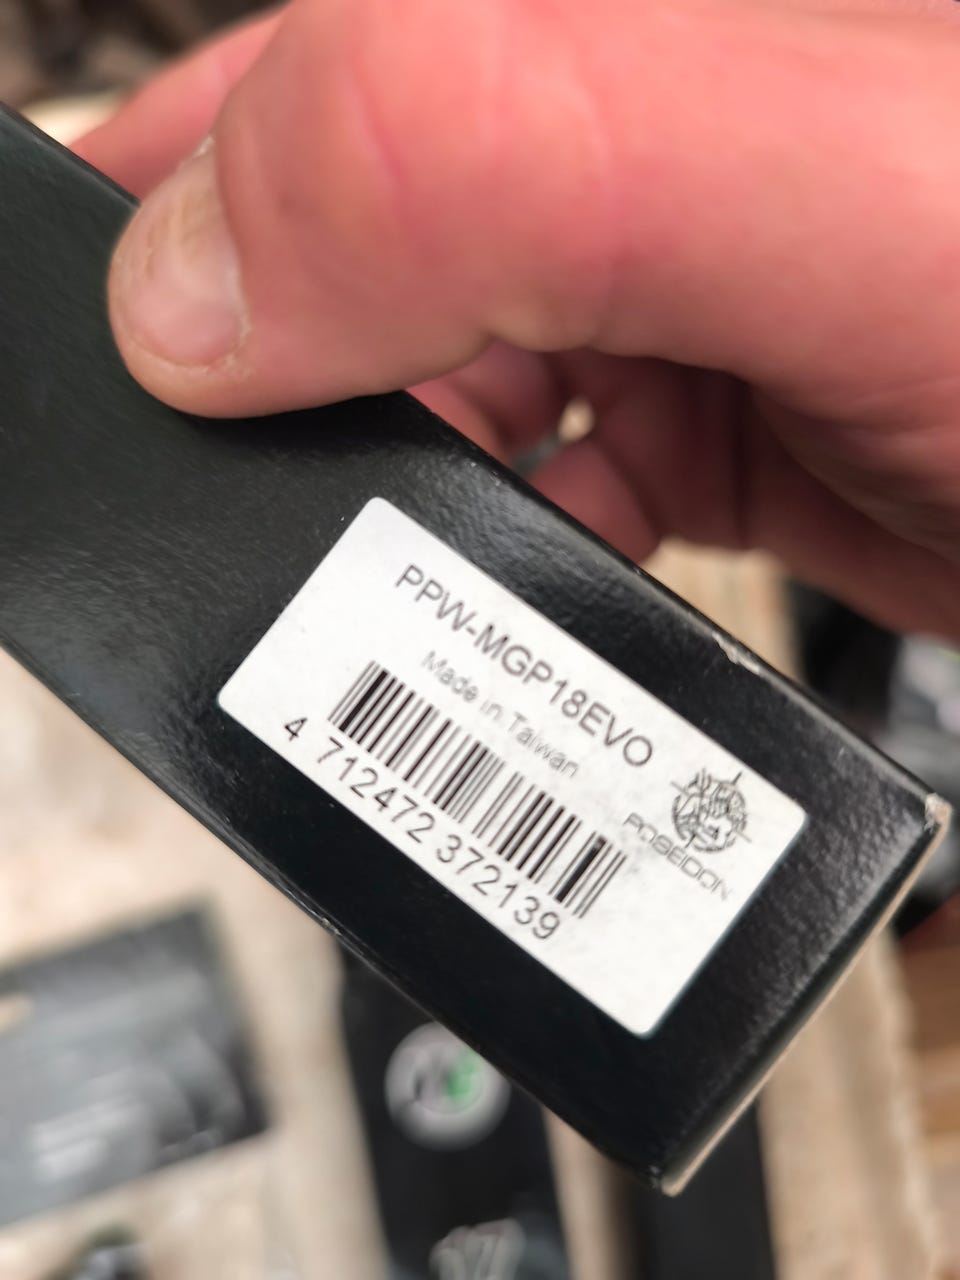 PPW-MGP18EVO
Made in Taiwan
4 712472 372139
POSEIDON